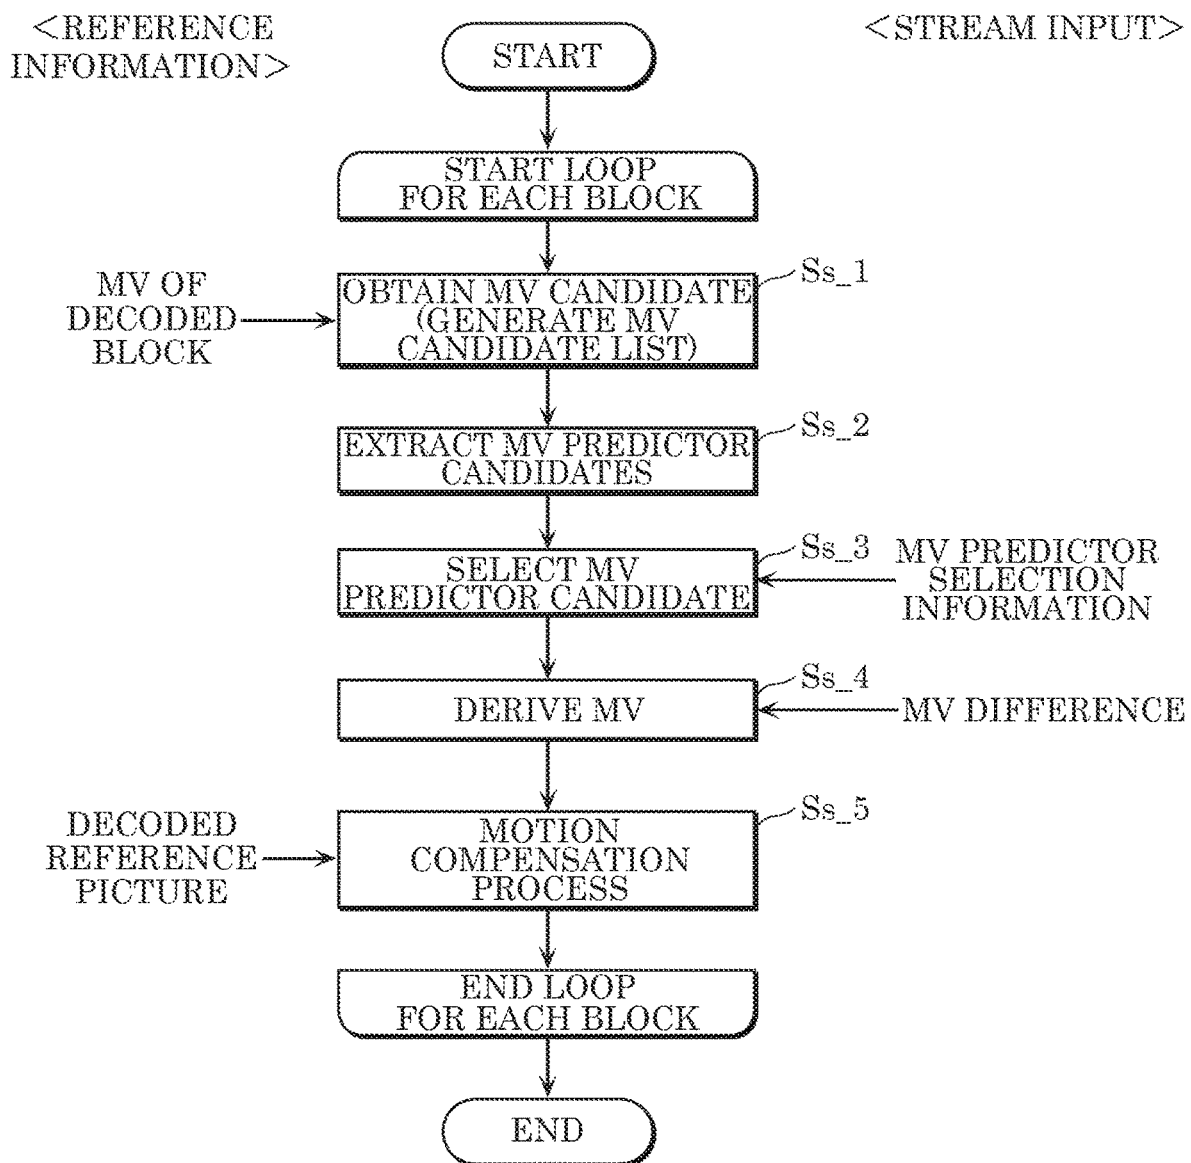 <REFERENCE
INFORMATION>
<STREAM INPUT>
START
START LOOP
FOR EACH BLOCK
MV OF
DECODED
BLOCK
OBTAIN MV CANDIDATE
(GENERATE MV
CANDIDATE LIST)
Ss_1
EXTRACT MV PREDICTOR
CANDIDATES
Ss_2
SELECT MV
PREDICTOR CANDIDATE
Ss_3
MV PREDICTOR
SELECTION
INFORMATION
DERIVE MV
Ss_4
MV DIFFERENCE
DECODED
REFERENCE
PICTURE
MOTION
COMPENSATION
PROCESS
Ss_5
END LOOP
FOR EACH BLOCK
END